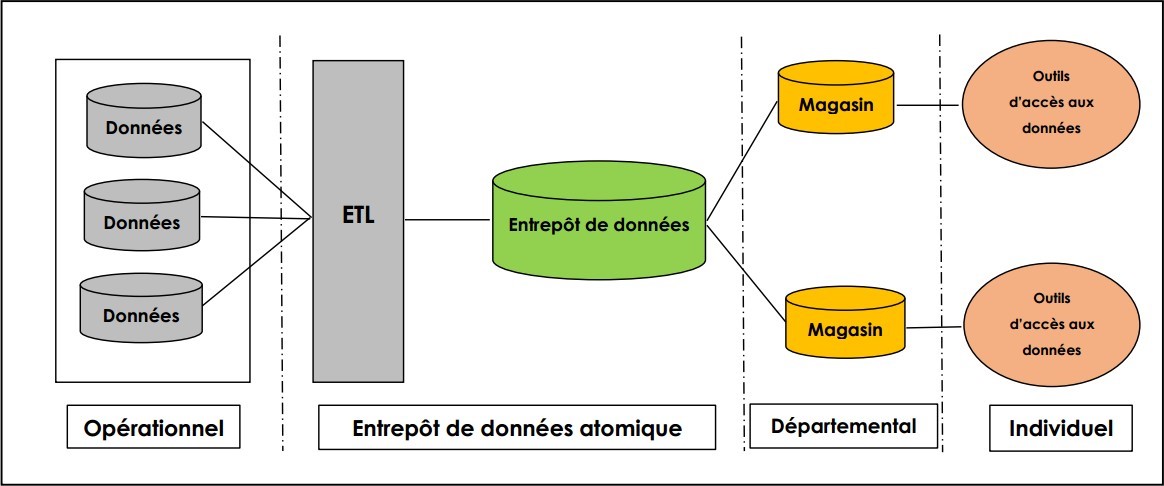 Données
Données
Données
ETL
Entrepôt de données
Magasin
Magasin
Outils
d'accès aux
données
Outils
d'accès aux
données
Opérationnel
Entrepôt de données atomique
Départemental
Individuel